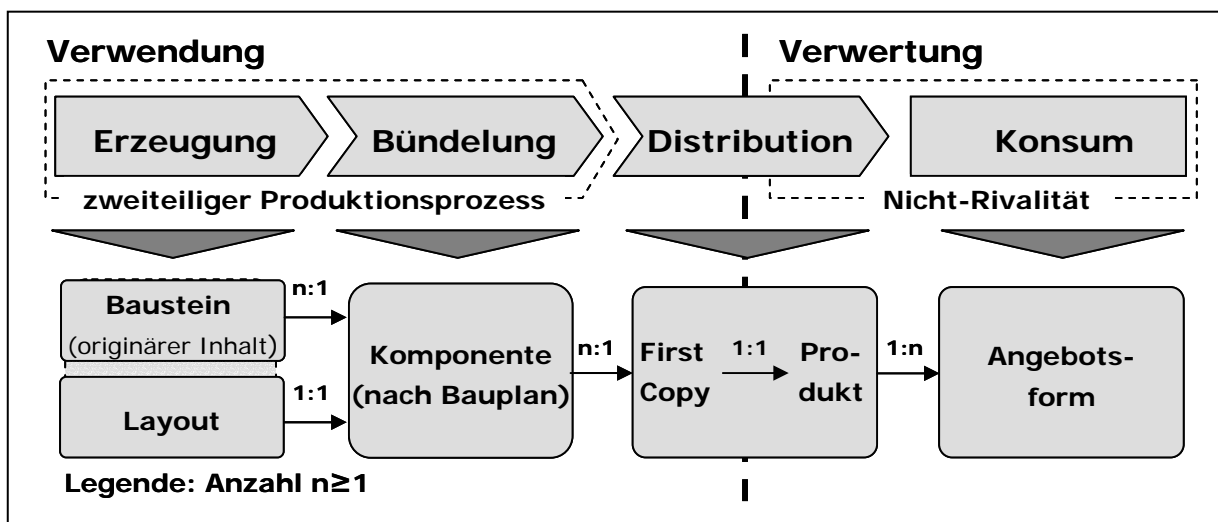 Verwendung
Verwertung
Erzeugung
Bündelung
Distribution
Konsum
zweiteiliger Produktionsprozess
Nicht-Rivalität
Baustein
(originärer Inhalt)
n:1
Layout
1:1
Komponente
(nach Bauplan)
n:1
First
Copy
1:1
Pro-
dukt
1:n
Angebots-
form
Legende: Anzahl n≥1